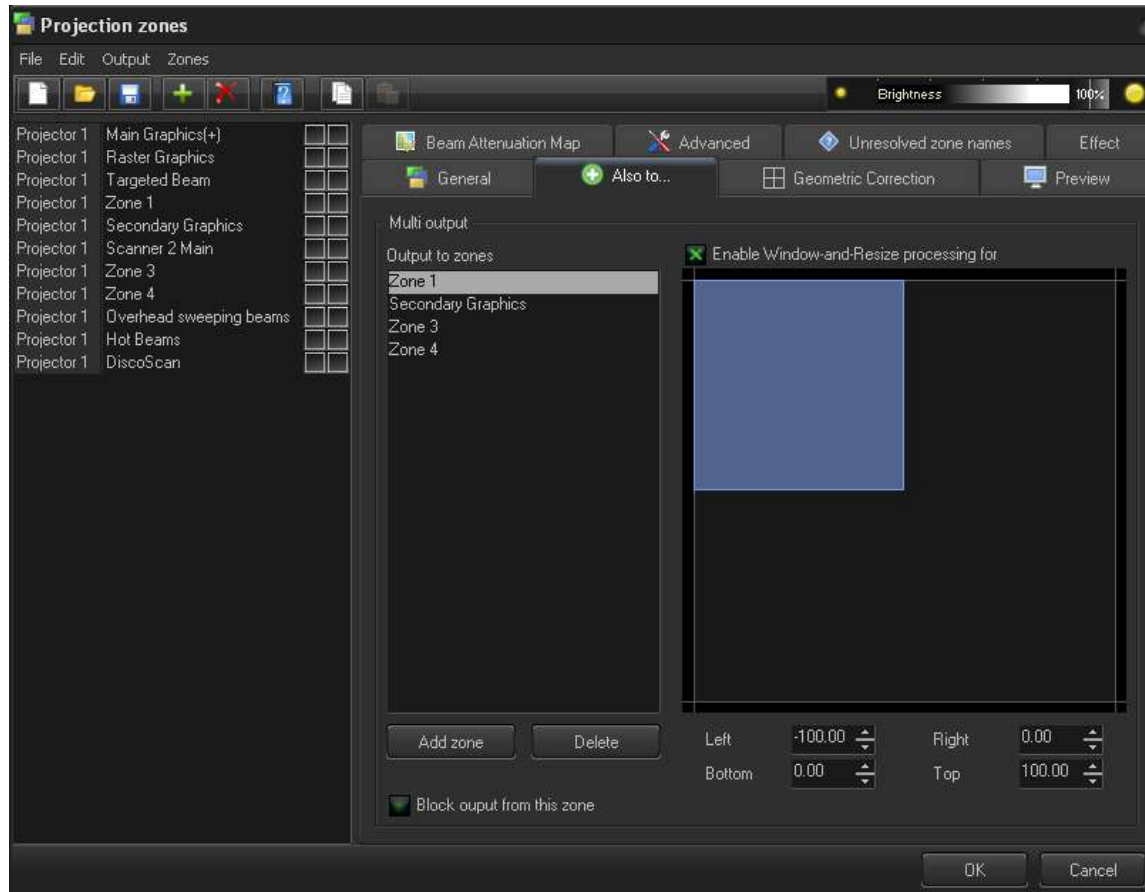 Projection zones
File Edit Output Zones
Brightness 100%
Projector 1 Main Graphics(+)
Projector 1 Raster Graphics
Projector 1 Targeted Beam
Projector 1 Zone 1
Projector 1 Secondary Graphics
Projector 1 Scanner 2 Main
Projector 1 Zone 3
Projector 1 Zone 4
Projector 1 Overhead sweeping beams
Projector 1 Hot Beams
Projector 1 DiscoScan
Beam Attenuation Map Advanced Unresolved zone names Effect
General Also to... Geometric Correction Preview
Multi output
Output to zones
Zone 1
Secondary Graphics
Zone 3
Zone 4
Enable Window-and-Resize processing for
Add zone Delete
Left -100.00 Right 0.00
Bottom 0.00 Top 100.00
Block ouput from this zone
OK Cancel